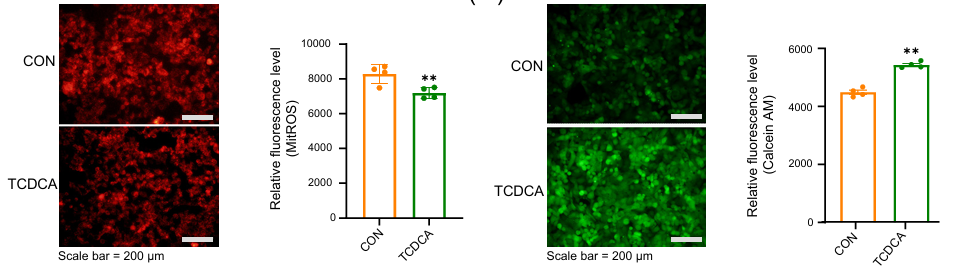 CON
TCDCA
Scale bar = 200 µm
Relative fluorescence level
(MitROS)
10000
8000
6000
4000
2000
0
**
CON
TCDCA
CON
TCDCA
Scale bar = 200 µm
Relative fluorescence level
(Calcein AM)
6000
4000
2000
0
**
CON
TCDCA